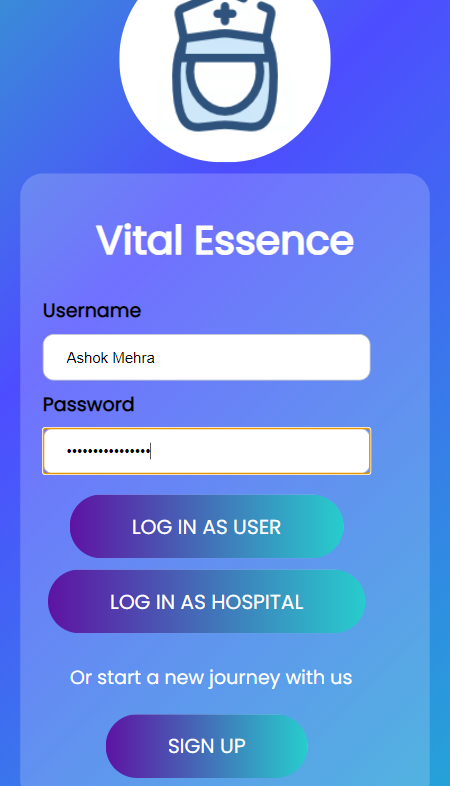 Vital Essence
Username
Ashok Mehra
Password
••••••••••••••••
LOG IN AS USER
LOG IN AS HOSPITAL
Or start a new journey with us
SIGN UP